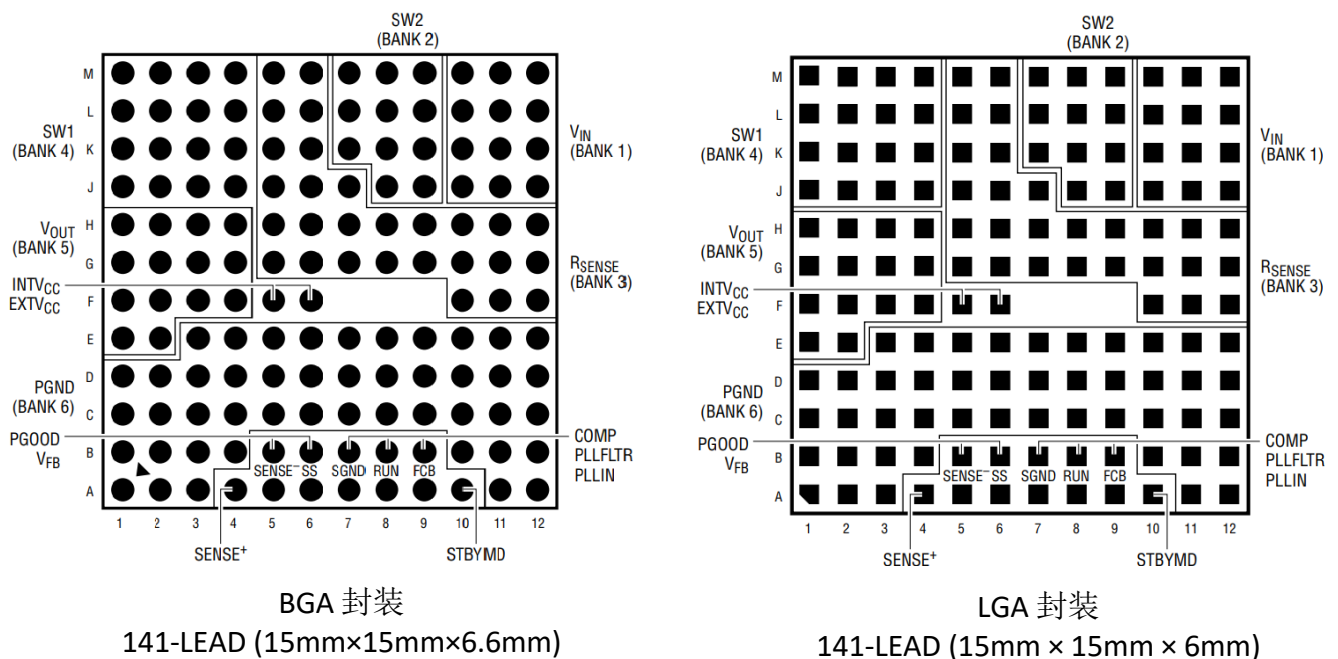 SW2
(BANK 2)
M
L
K
J
H
G
F
E
D
C
B
A
SW1
(BANK 4)
VOUT
(BANK 5)
INTVCC
EXTVCC
PGND
(BANK 6)
PGOOD
VFB
VIN
(BANK 1)
RSENSE
(BANK 3)
COMP
PLLFLTR
PLLIN
SENSE⁻ SS SGND RUN FCB
1 2 3 4 5 6 7 8 9 10 11 12
SENSE⁺ STBYMD
BGA 封装
141-LEAD (15mm×15mm×6.6mm)
SW2
(BANK 2)
M
L
K
J
H
G
F
E
D
C
B
A
SW1
(BANK 4)
VOUT
(BANK 5)
INTVCC
EXTVCC
PGND
(BANK 6)
PGOOD
VFB
VIN
(BANK 1)
RSENSE
(BANK 3)
COMP
PLLFLTR
PLLIN
SENSE⁻ SS SGND RUN FCB
1 2 3 4 5 6 7 8 9 10 11 12
SENSE⁺ STBYMD
LGA 封装
141-LEAD (15mm × 15mm × 6mm)